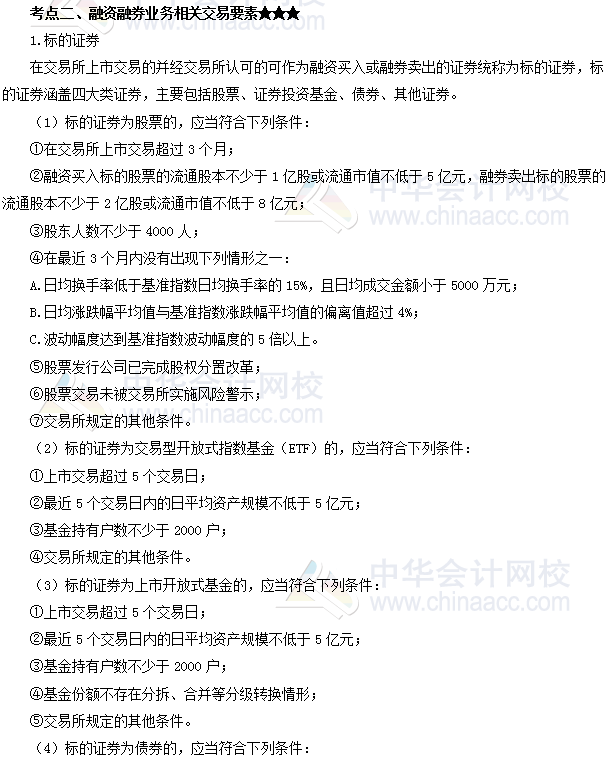 考点二、融资融券业务相关交易要素★★★
1.标的证券
在交易所上市交易的并经交易所认可的可作为融资买入或融券卖出的证券统称为标的证券，标
的证券涵盖四大类证券，主要包括股票、证券投资基金、债券、其他证券。
（1）标的证券为股票的，应当符合下列条件：
①在交易所上市交易超过 3 个月；
②融资买入标的股票的流通股本不少于 1 亿股或流通市值不低于 5 亿元，融券卖出标的股票的
流通股本不少于 2 亿股或流通市值不低于 8 亿元；
③股东人数不少于 4000 人；
④在最近 3 个月内没有出现下列情形之一：
A.日均换手率低于基准指数日均换手率的 15%，且日均成交金额小于 5000 万元；
B.日均涨跌幅平均值与基准指数涨跌幅平均值的偏离值超过 4%；
C.波动幅度达到基准指数波动幅度的 5 倍以上。
⑤股票发行公司已完成股权分置改革；
⑥股票交易未被交易所实施风险警示；
⑦交易所规定的其他条件。
（2）标的证券为交易型开放式指数基金（ETF）的，应当符合下列条件：
①上市交易超过 5 个交易日；
②最近 5 个交易日内的日平均资产规模不低于 5 亿元；
③基金持有户数不少于 2000 户；
④交易所规定的其他条件。
（3）标的证券为上市开放式基金的，应当符合下列条件：
①上市交易超过 5 个交易日；
②最近 5 个交易日内的日平均资产规模不低于 5 亿元；
③基金持有户数不少于 2000 户；
④基金份额不存在分拆、合并等分级转换情形；
⑤交易所规定的其他条件。
（4）标的证券为债券的，应当符合下列条件：
中华会计网校
www.chinaacc.com
中华会计网校
www.chinaacc.com
中华会计网校
www.chinaacc.com